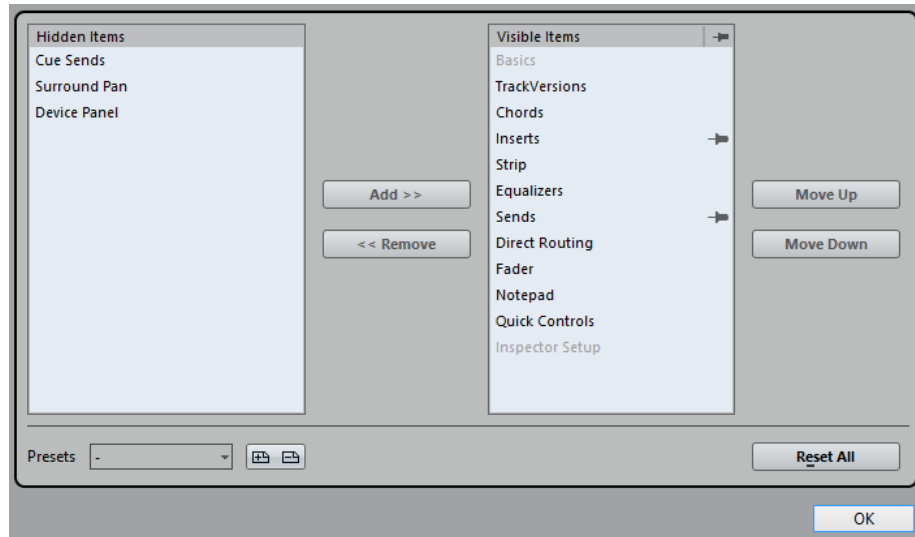 Hidden Items
Cue Sends
Surround Pan
Device Panel
Add >>
<< Remove
Visible Items
Basics
TrackVersions
Chords
Inserts
Strip
Equalizers
Sends
Direct Routing
Fader
Notepad
Quick Controls
Inspector Setup
Move Up
Move Down
Presets
-
Reset All
OK